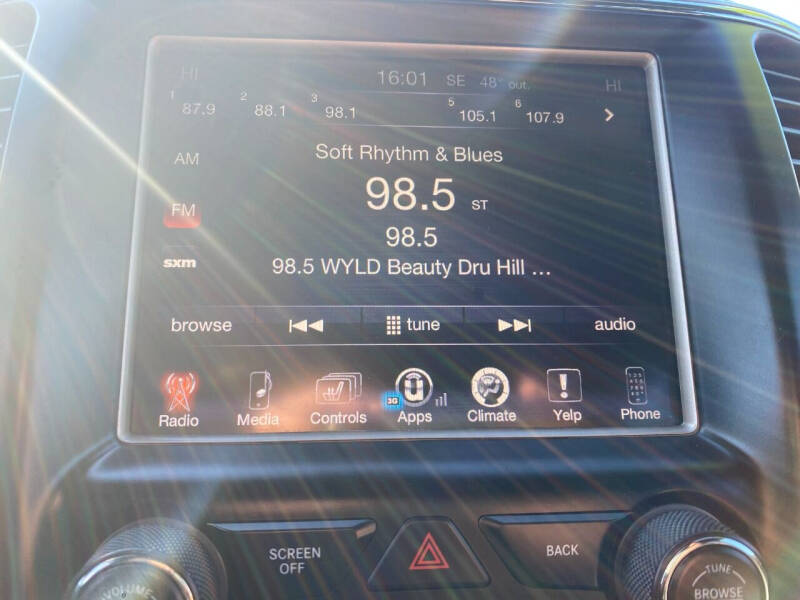 HI 16:01 SE 48° out. HI
1 87.9 2 88.1 3 98.1 5 105.1 6 107.9 >
AM
Soft Rhythm & Blues
FM
98.5 ST
98.5
sxm
98.5 WYLD Beauty Dru Hill ...
browse tune audio
3G
Radio Media Controls Apps Climate Yelp Phone
SCREEN OFF
BACK
VOLUME
TUNE
BROWSE